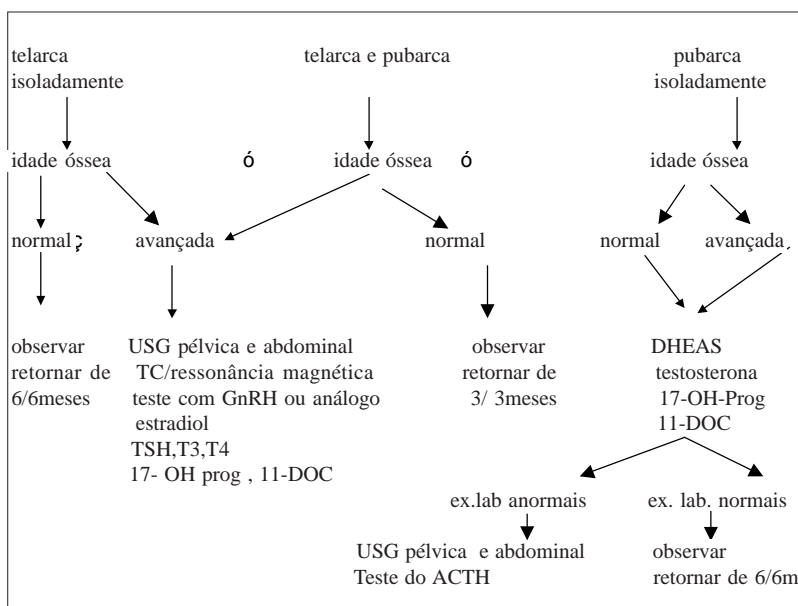 telarca isoladamente
telarca e pubarca
pubarca isoladamente
idade óssea
ó
idade óssea
ó
idade óssea
normal
avançada
normal
normal
avançada
observar
retornar de
6/6meses
USG pélvica e abdominal
TC/ressonância magnética
teste com GnRH ou análogo
estradiol
TSH,T3,T4
17- OH prog , 11-DOC
observar
retornar de
3/ 3meses
DHEAS
testosterona
17-OH-Prog
11-DOC
ex.lab anormais
ex. lab. normais
USG pélvica e abdominal
Teste do ACTH
observar
retornar de 6/6m